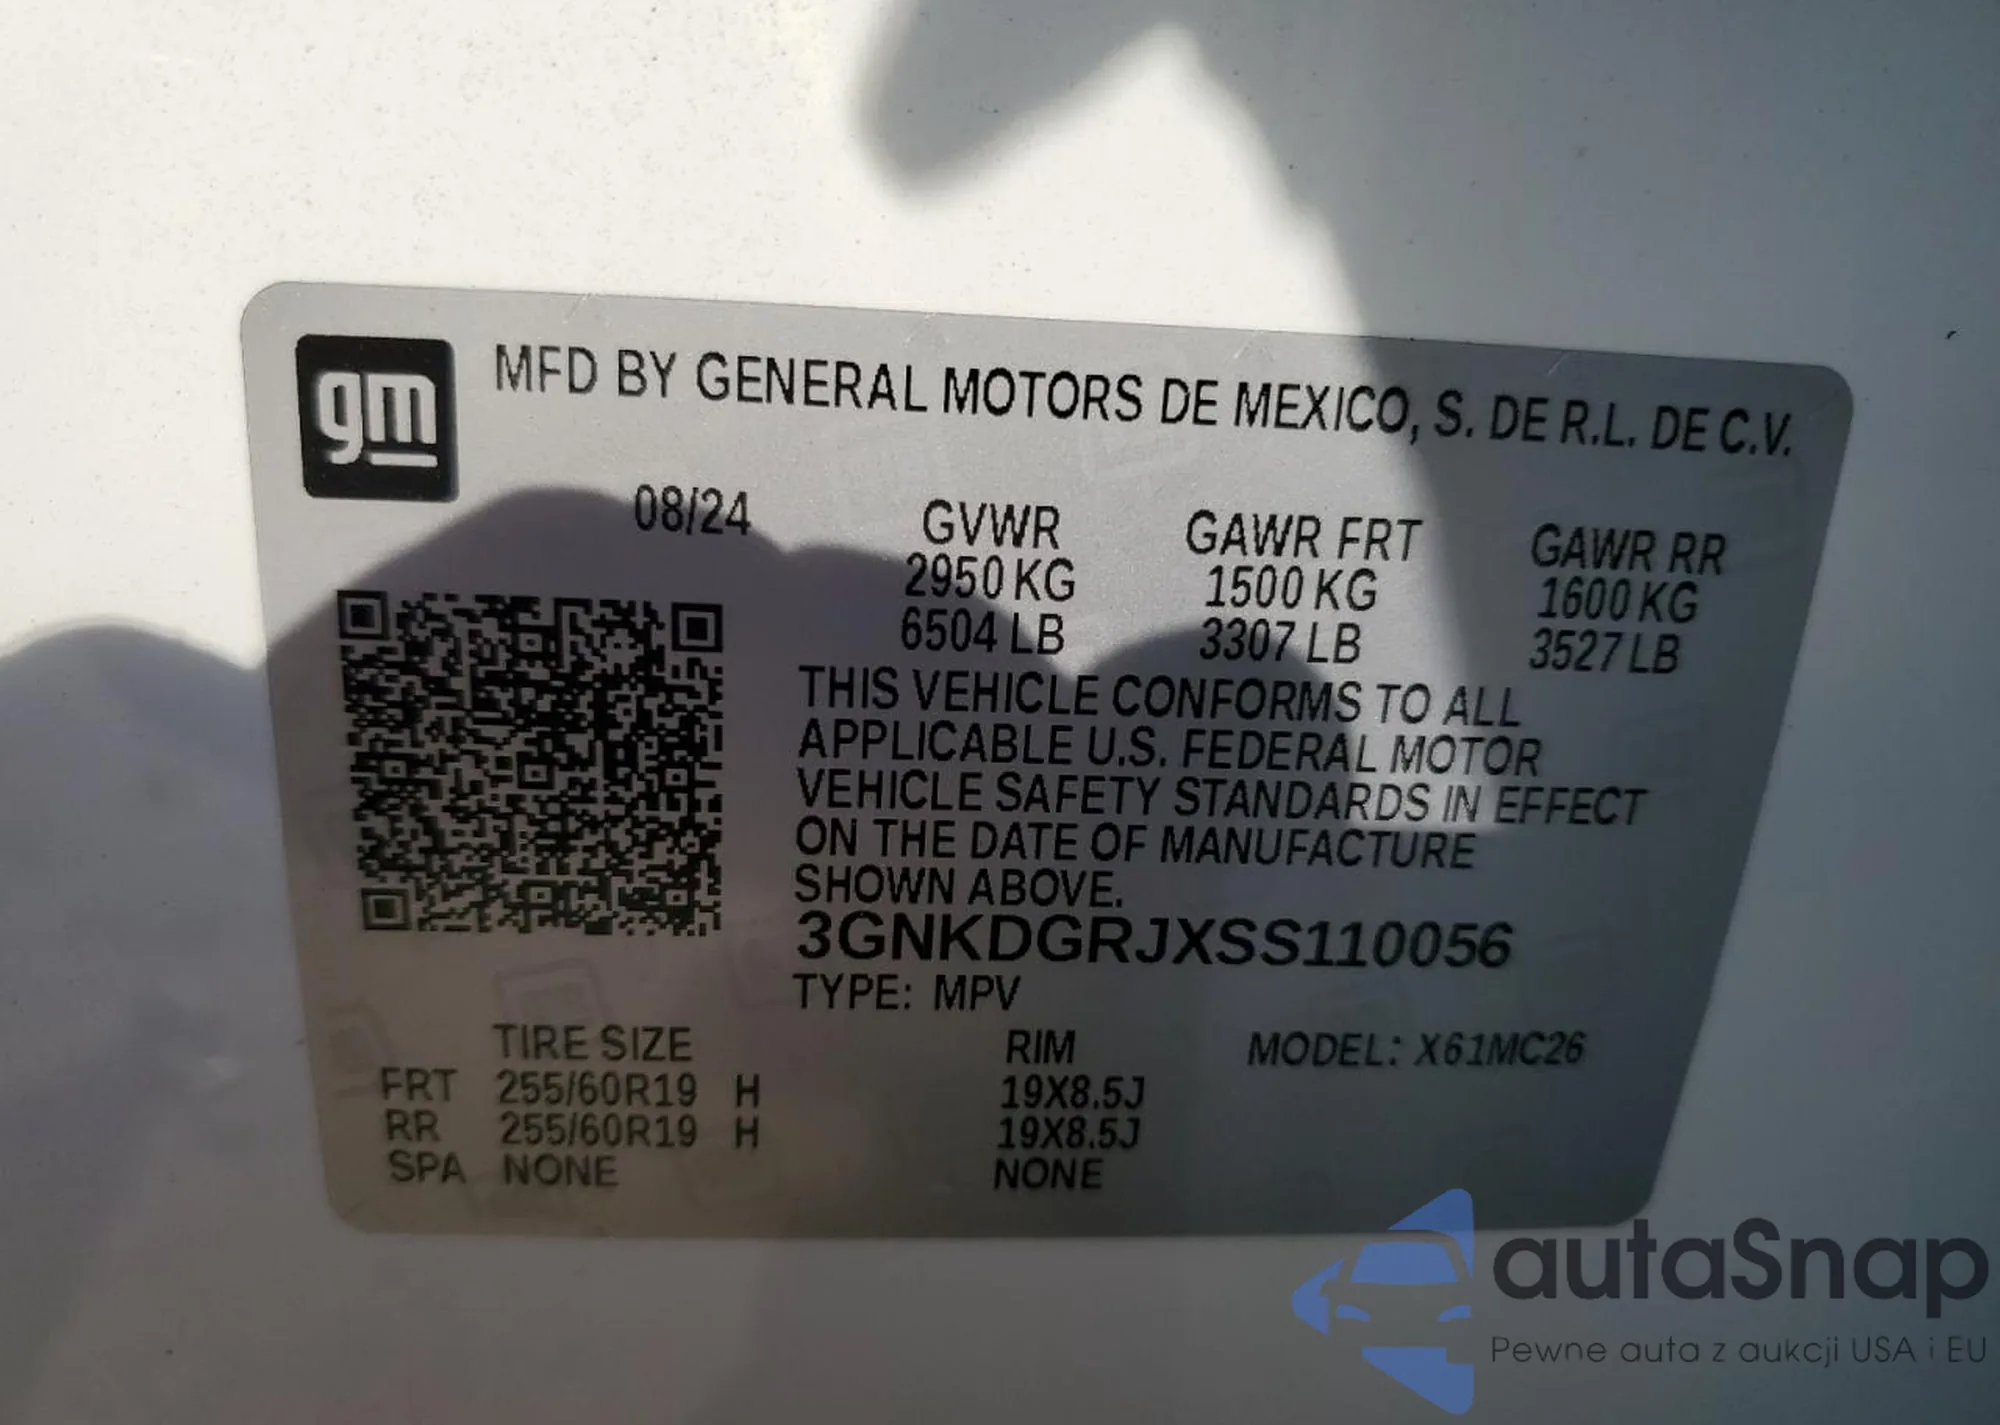 gm
MFD BY GENERAL MOTORS DE MEXICO, S. DE R.L. DE C.V.
08/24 GVWR GAWR FRT GAWR RR
2950 KG 1500 KG 1600 KG
6504 LB 3307 LB 3527 LB
THIS VEHICLE CONFORMS TO ALL
APPLICABLE U.S. FEDERAL MOTOR
VEHICLE SAFETY STANDARDS IN EFFECT
ON THE DATE OF MANUFACTURE
SHOWN ABOVE.
3GNKDGRJXSS110056
TYPE: MPV
TIRE SIZE RIM MODEL: X61MC26
FRT 255/60R19 H 19X8.5J
RR 255/60R19 H 19X8.5J
SPA NONE NONE
autaSnap
Pewne auta z aukcji USA i EU